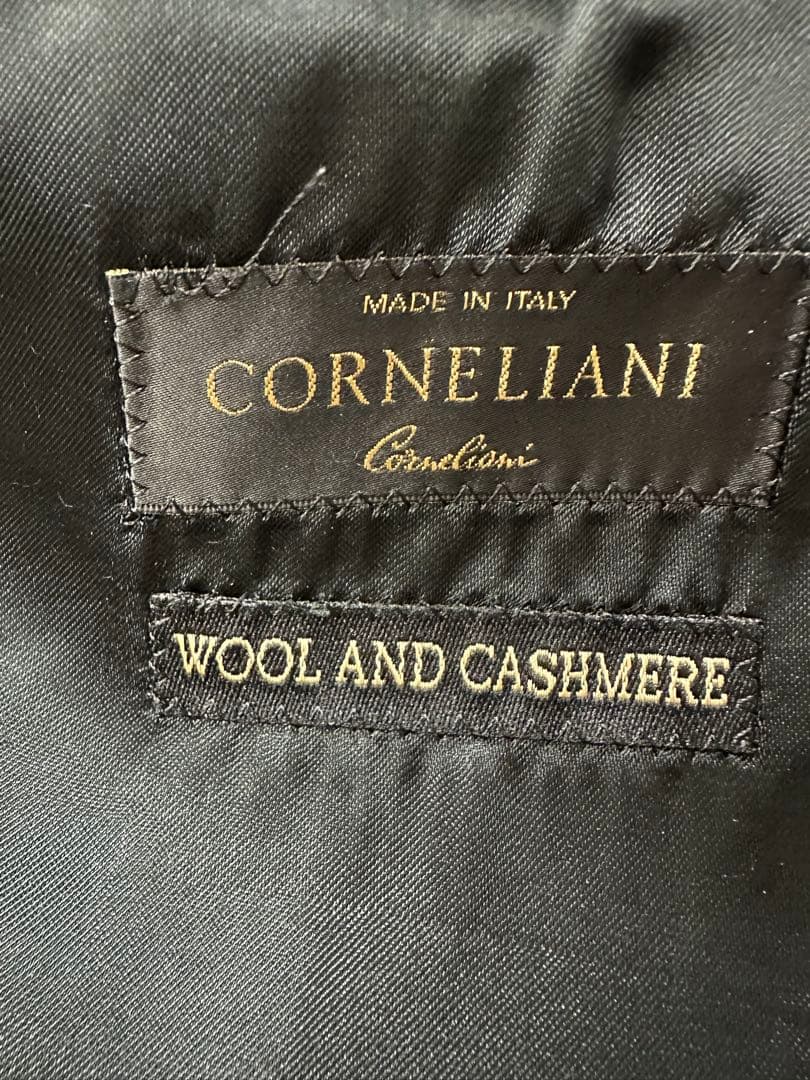 MADE IN ITALY
CORNELIANI
Corneliani
WOOL AND CASHMERE